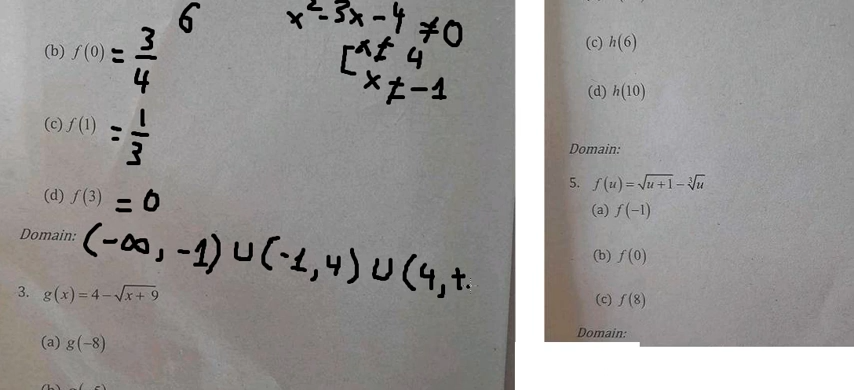 6
x² - 3x - 4 ≠ 0
(b) f(0) = 3/4
[x ≠ 4
x ≠ -1
(c) f(1) = 1/3
(d) f(3) = 0
Domain: (-∞, -1) ∪ (-1, 4) ∪ (4, +
3. g(x) = 4 - √(x + 9)
(a) g(-8)
(c) h(6)
(d) h(10)
Domain:
5. f(u) = √(u + 1) - ∛u
(a) f(-1)
(b) f(0)
(c) f(8)
Domain: